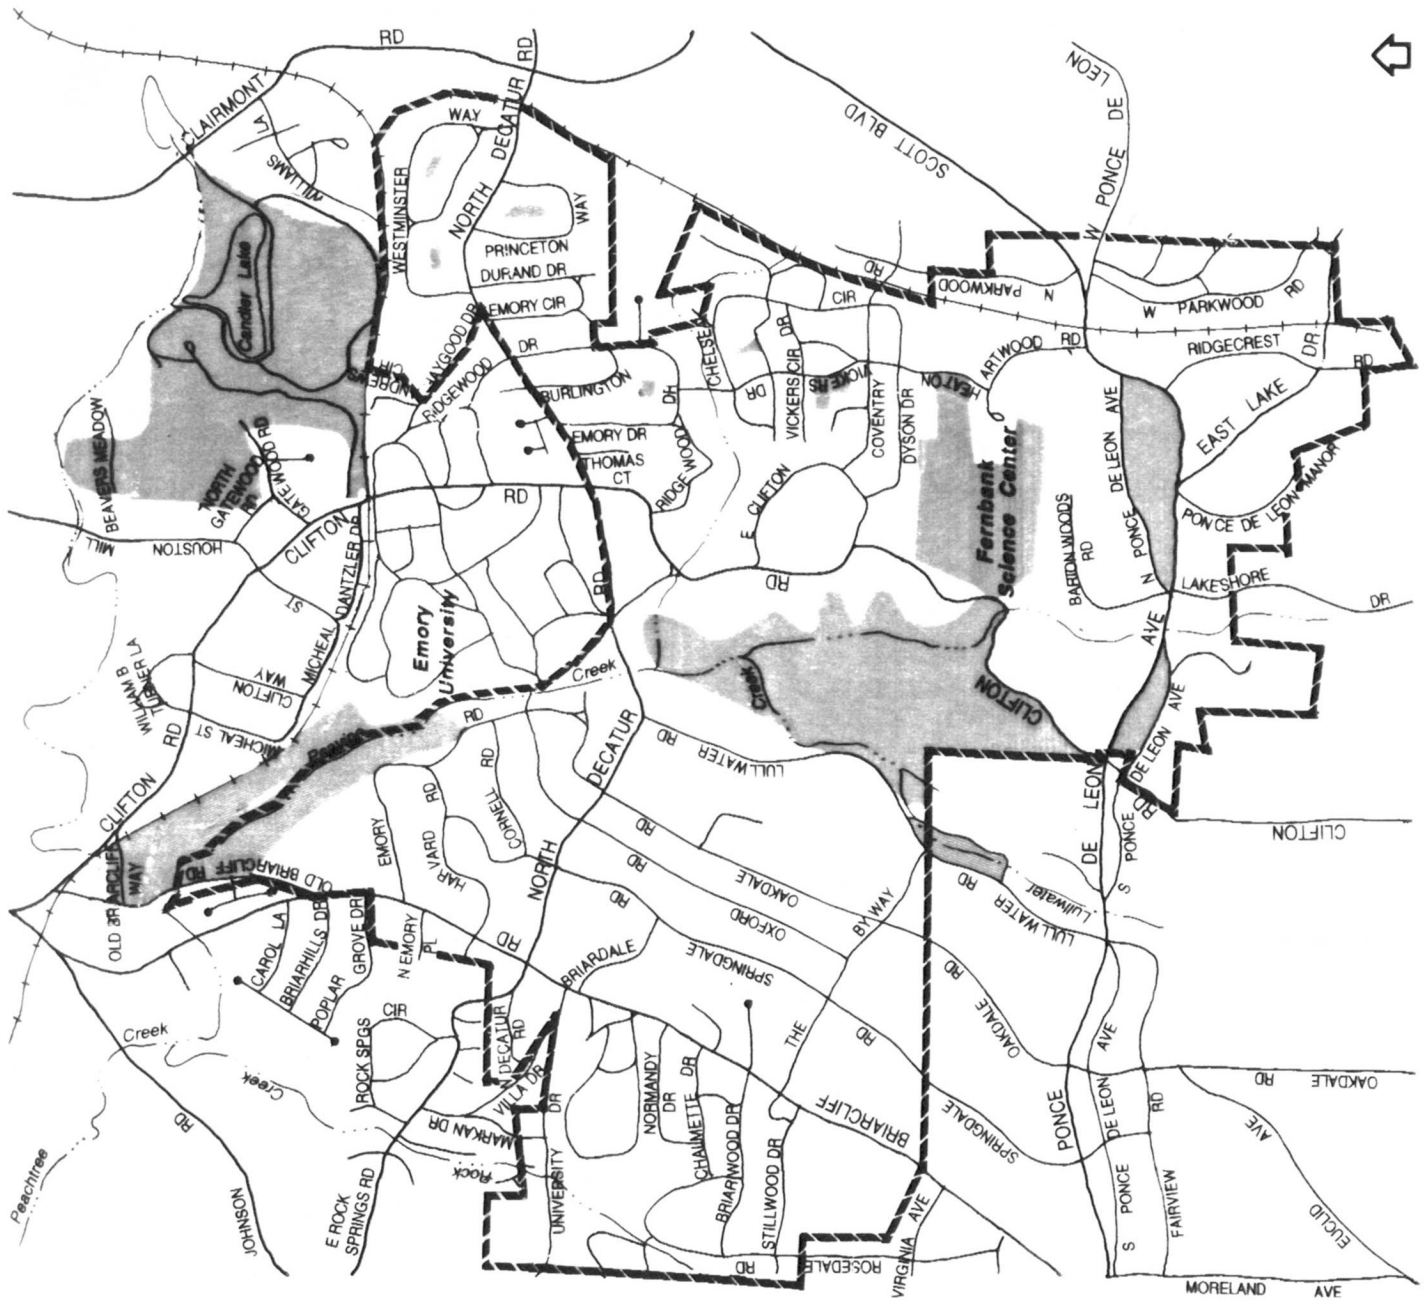 RD
CLAIRMONT
LA
WILLIAMS
WAY
DECATUR RD
NORTH
WESTMINSTER
WAY
PRINCETON
DURAND DR
EMORY CIR
HAYGOOD DR
RIDGEWOOD
DR
ANDREWS
CIR
BURLINGTON
DR
EMORY DR
THOMAS
CT
RIDGEWOOD
SCOTT BLVD
W PONCE DE LEON
RD
PARKWOOD
N
W PARKWOOD RD
RIDGECREST
RD
DR
EAST LAKE
PONCE DE LEON MANOR
ARTWOOD RD
HEATON
CIR
CHELSEA
VICKERS CIR
DR
VICKERS
DR
COVENTRY
DYSON DR
E CLIFTON
RD
Candler Lake
BEAVERS MEADOW
NORTH
GATEWOOD
RD
GATEWOOD RD
MILL
HOUSTON
CLIFTON
RD
ST
DANTZLER DR
MICHEAL
WILLIAM B
TURNER LA
CLIFTON
WAY
MICHEAL ST
RD
CLIFTON
Emory
University
RD
Creek
Fernbank
Science Center
BARTON WOODS
RD
N PONCE DE LEON AVE
LAKESHORE
DR
AVE
DE LEON AVE
CLIFTON
RD
CLIFTON
Creek
LULLWATER RD
DECATUR
NORTH
RD
Peavine
OLD BRIARCLIFF
WAY
OLD BRIARCLIFF RD
EMORY
RD
HARVARD
RD
CORNELL
RD
OAKDALE
RD
OXFORD
RD
SPRINGDALE
RD
BRIARDALE
THE
BY WAY
LULLWATER
RD
Lullwater
DE LEON
S PONCE
CAROL LA
BRIARHILLS DR
POPLAR GROVE DR
N EMORY
PL
RD
CIR
ROCK SPGS
N DECATUR
RD
VILLA DR
MARKAN DR
Rock
Creek
Creek
Peachtree
JOHNSON
RD
E ROCK
SPRINGS RD
UNIVERSITY
DR
NORMANDY
DR
CHALMETTE
DR
BRIARWOOD DR
STILLWOOD DR
BRIARCLIFF
ROSEDALE
RD
VIRGINIA AVE
SPRINGDALE
RD
OAKDALE
RD
PONCE
S PONCE DE LEON AVE
FAIRVIEW
RD
OAKDALE RD
EUCLID
AVE
MORELAND AVE